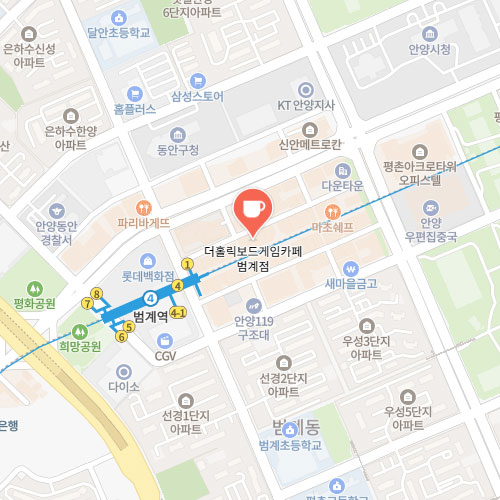 6단지아파트
달안초등학교
은하수신성
아파트
안양시청
삼성스토어
홈플러스
KT 안양지사
은하수한양
아파트
산
동안구청
신안메트로칸
평촌아크로타워
오피스텔
다운타운
파리바게뜨
미조쉐프
안양동안
경찰서
안양
우편집중국
더홀릭보드게임카페
범계점
롯데백화점
1
새마을금고
평화공원
8
7
4
4
4-1
범계역
5
6
희망공원
안양119
구조대
CGV
우성3단지
아파트
다이소
선경2단지
아파트
선경1단지
아파트
우성5단지
아파트
은행
범계동
범계초등학교